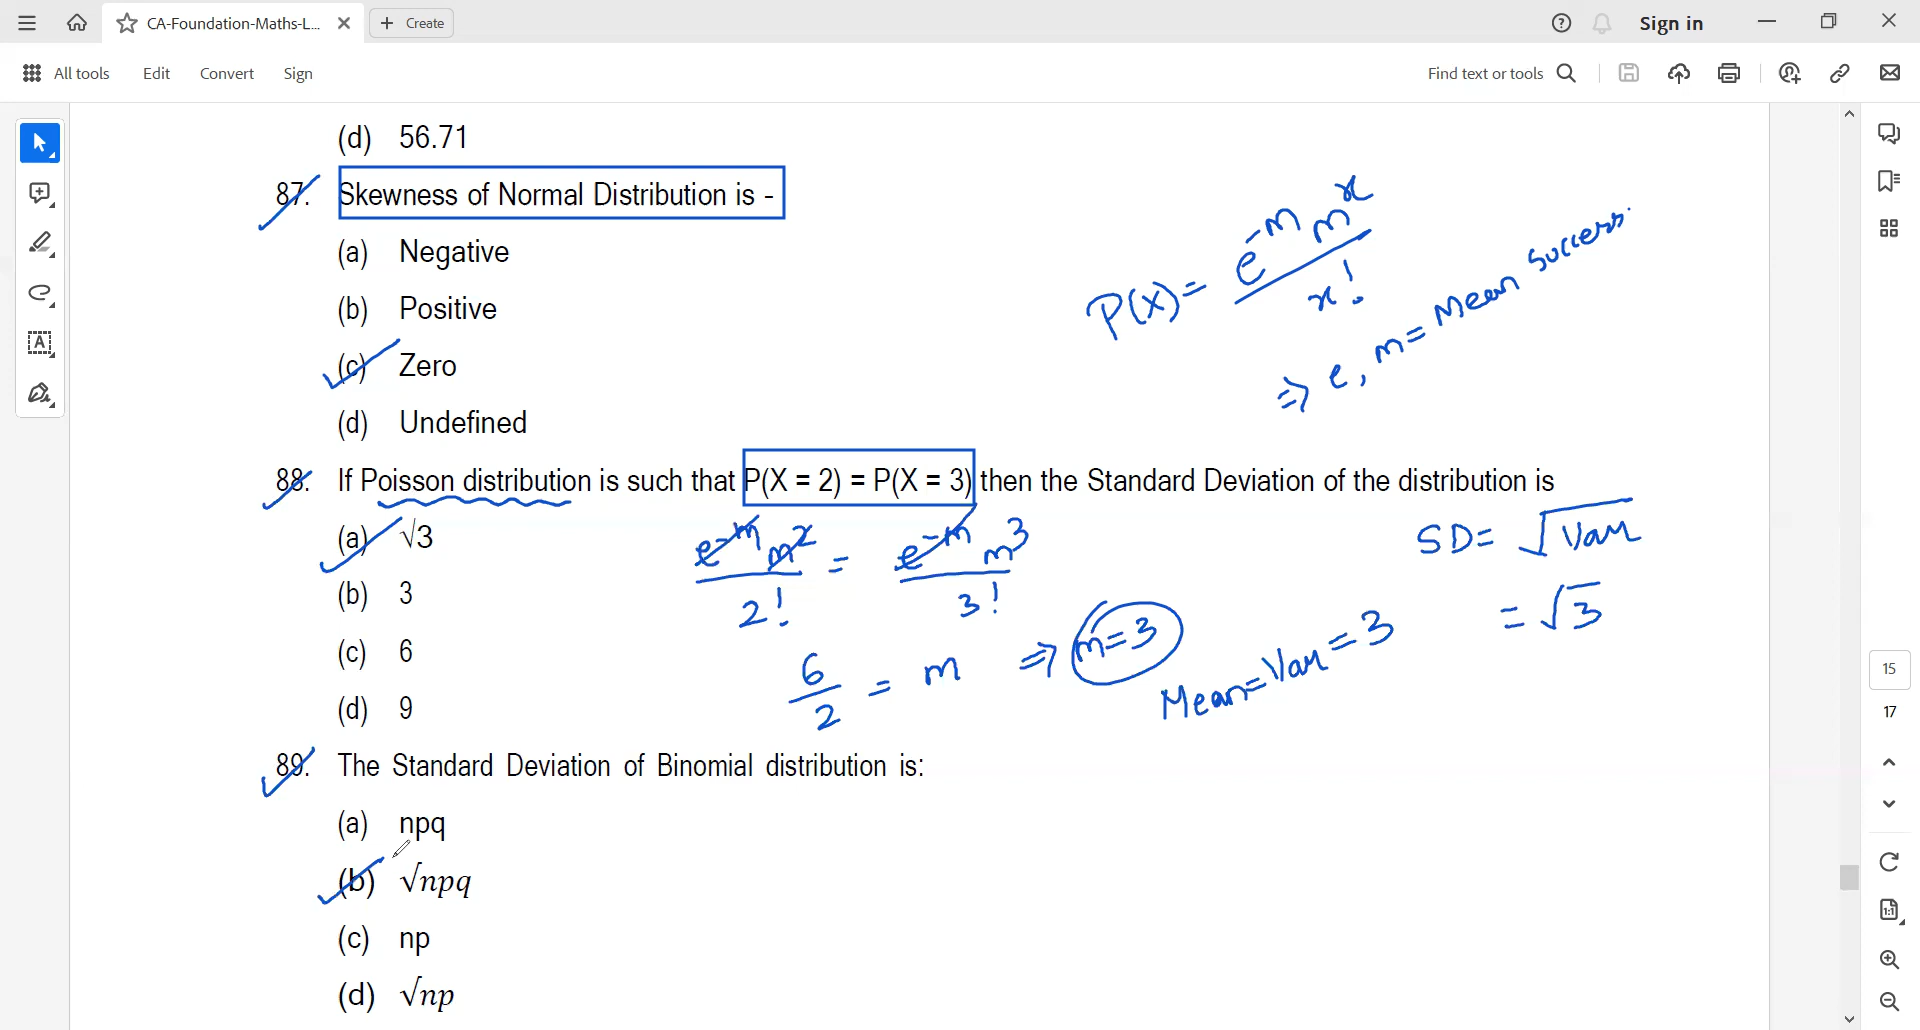 CA-Foundation-Maths-L...
Create
Sign in
All tools
Edit
Convert
Sign
Find text or tools
(d) 56.71
87. Skewness of Normal Distribution is -
(a) Negative
(b) Positive
(c) Zero
(d) Undefined
P(X) = e^-m m^x / x!
⇒ e, m = Mean success.
88. If Poisson distribution is such that P(X = 2) = P(X = 3) then the Standard Deviation of the distribution is
(a) √3
(b) 3
(c) 6
(d) 9
e^-m m^2 / 2! = e^-m m^3 / 3!
6/2 = m ⇒ m=3
Mean = Var = 3
SD = √Var
= √3
89. The Standard Deviation of Binomial distribution is:
(a) npq
(b) √npq
(c) np
(d) √np
15
17